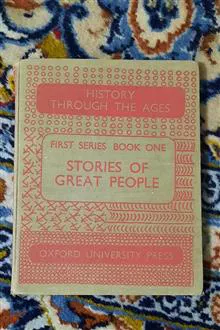 HISTORY
THROUGH THE AGES
FIRST SERIES BOOK ONE
STORIES OF
GREAT PEOPLE
OXFORD UNIVERSITY PRESS